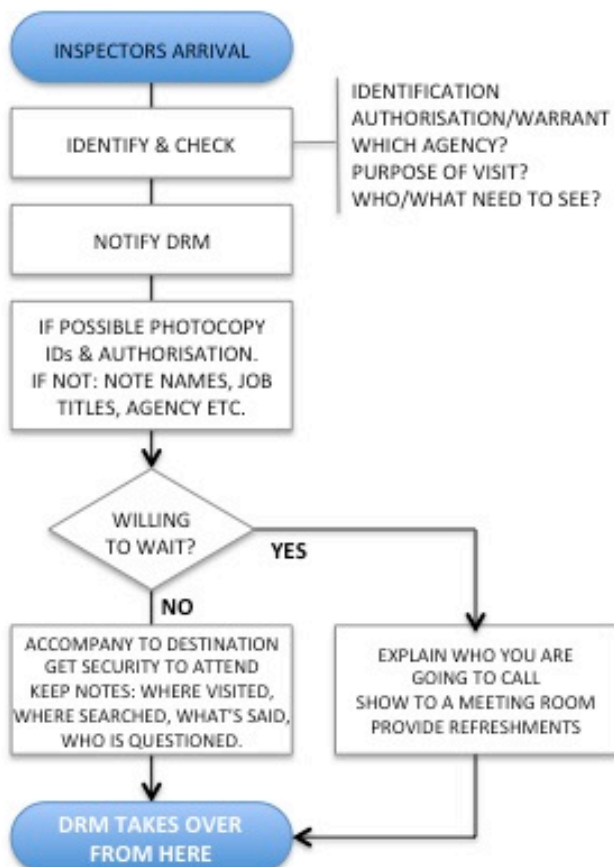 INSPECTORS ARRIVAL
IDENTIFY & CHECK
IDENTIFICATION
AUTHORISATION/WARRANT
WHICH AGENCY?
PURPOSE OF VISIT?
WHO/WHAT NEED TO SEE?
NOTIFY DRM
IF POSSIBLE PHOTOCOPY
IDs & AUTHORISATION.
IF NOT: NOTE NAMES, JOB
TITLES, AGENCY ETC.
WILLING
TO WAIT?
YES
NO
ACCOMPANY TO DESTINATION
GET SECURITY TO ATTEND
KEEP NOTES: WHERE VISITED,
WHERE SEARCHED, WHAT'S SAID,
WHO IS QUESTIONED.
EXPLAIN WHO YOU ARE
GOING TO CALL
SHOW TO A MEETING ROOM
PROVIDE REFRESHMENTS
DRM TAKES OVER
FROM HERE